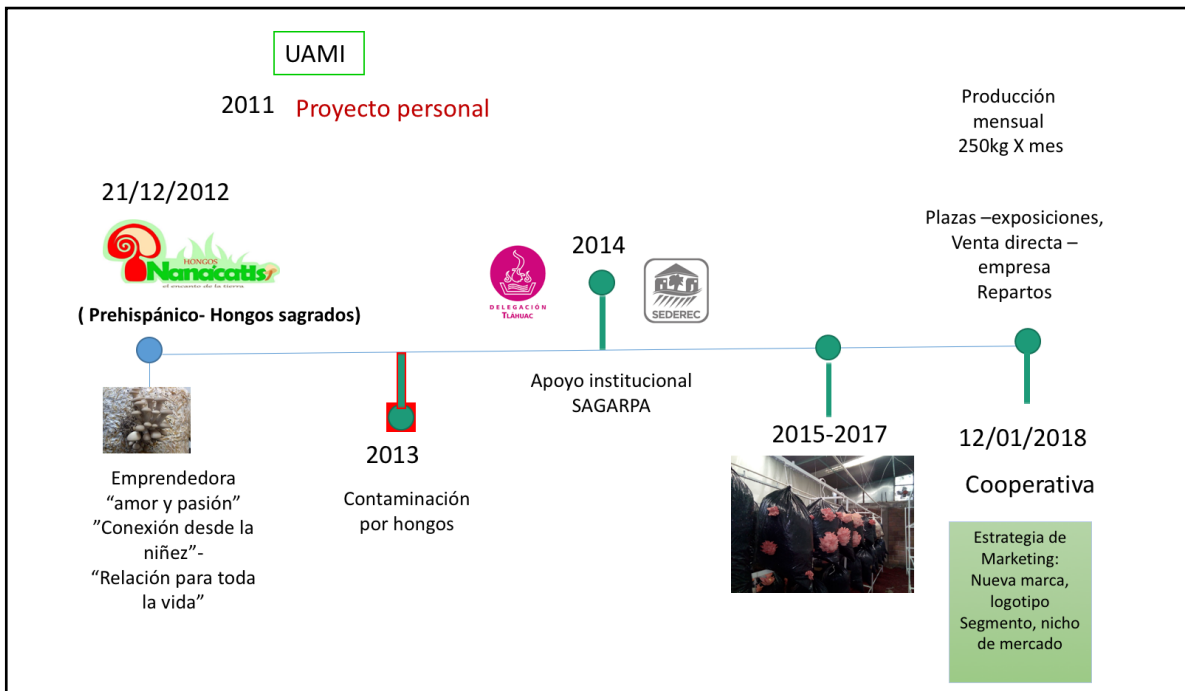 UAMI
2011 Proyecto personal
21/12/2012
HONGOS
Nanácatis
el encanto de la tierra
( Prehispánico- Hongos sagrados)
Emprendedora
“amor y pasión”
”Conexión desde la
niñez”-
“Relación para toda
la vida”
2013
Contaminación
por hongos
2014
DELEGACIÓN
TLÁHUAC
SEDEREC
Apoyo institucional
SAGARPA
2015-2017
Producción
mensual
250kg X mes
Plazas –exposiciones,
Venta directa –
empresa
Repartos
12/01/2018
Cooperativa
Estrategia de
Marketing:
Nueva marca,
logotipo
Segmento, nicho
de mercado